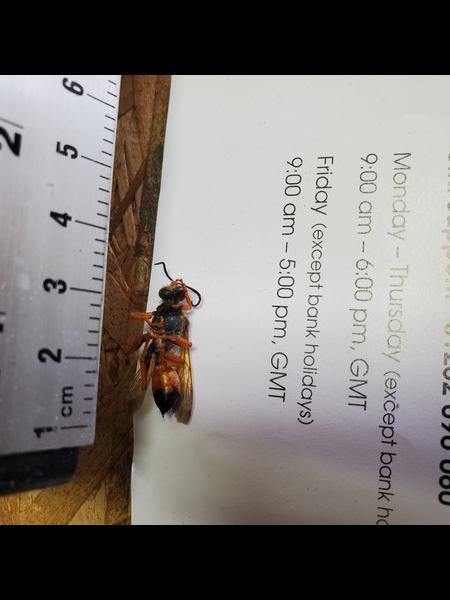 Monday – Thursday (except bank
9:00 am – 6:00 pm, GMT
Friday (except bank holidays)
9:00 am – 5:00 pm, GMT
1 2 3 4 5 6
cm
2